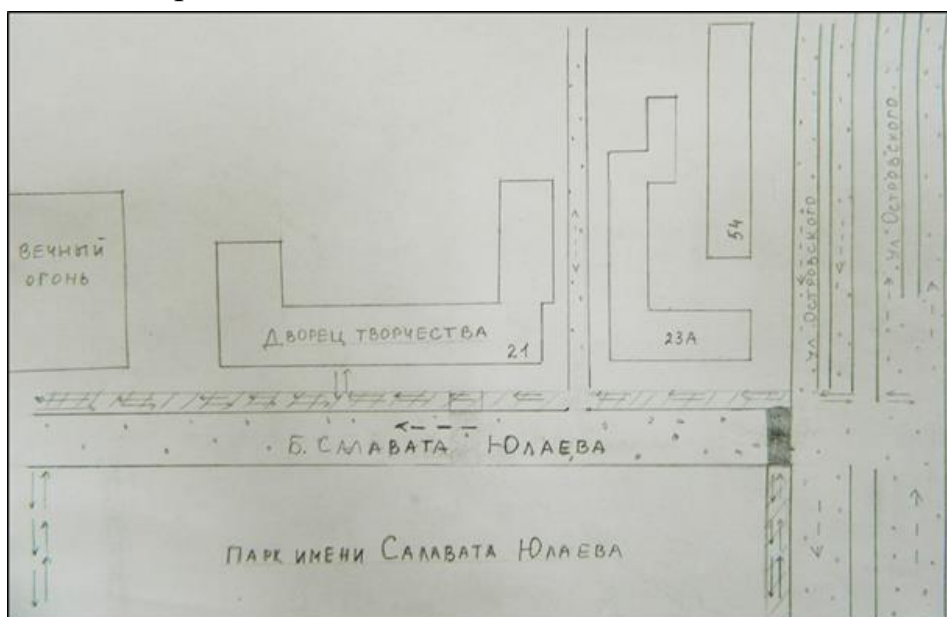 ВЕЧНЫЙ
ОГОНЬ
ДВОРЕЦ ТВОРЧЕСТВА
21
23А
54
УЛ. ОСТРОВСКОГО
УЛ. ОСТРОВСКОГО
Б. САЛАВАТА ЮЛАЕВА
ПАРК ИМЕНИ САЛАВАТА ЮЛАЕВА